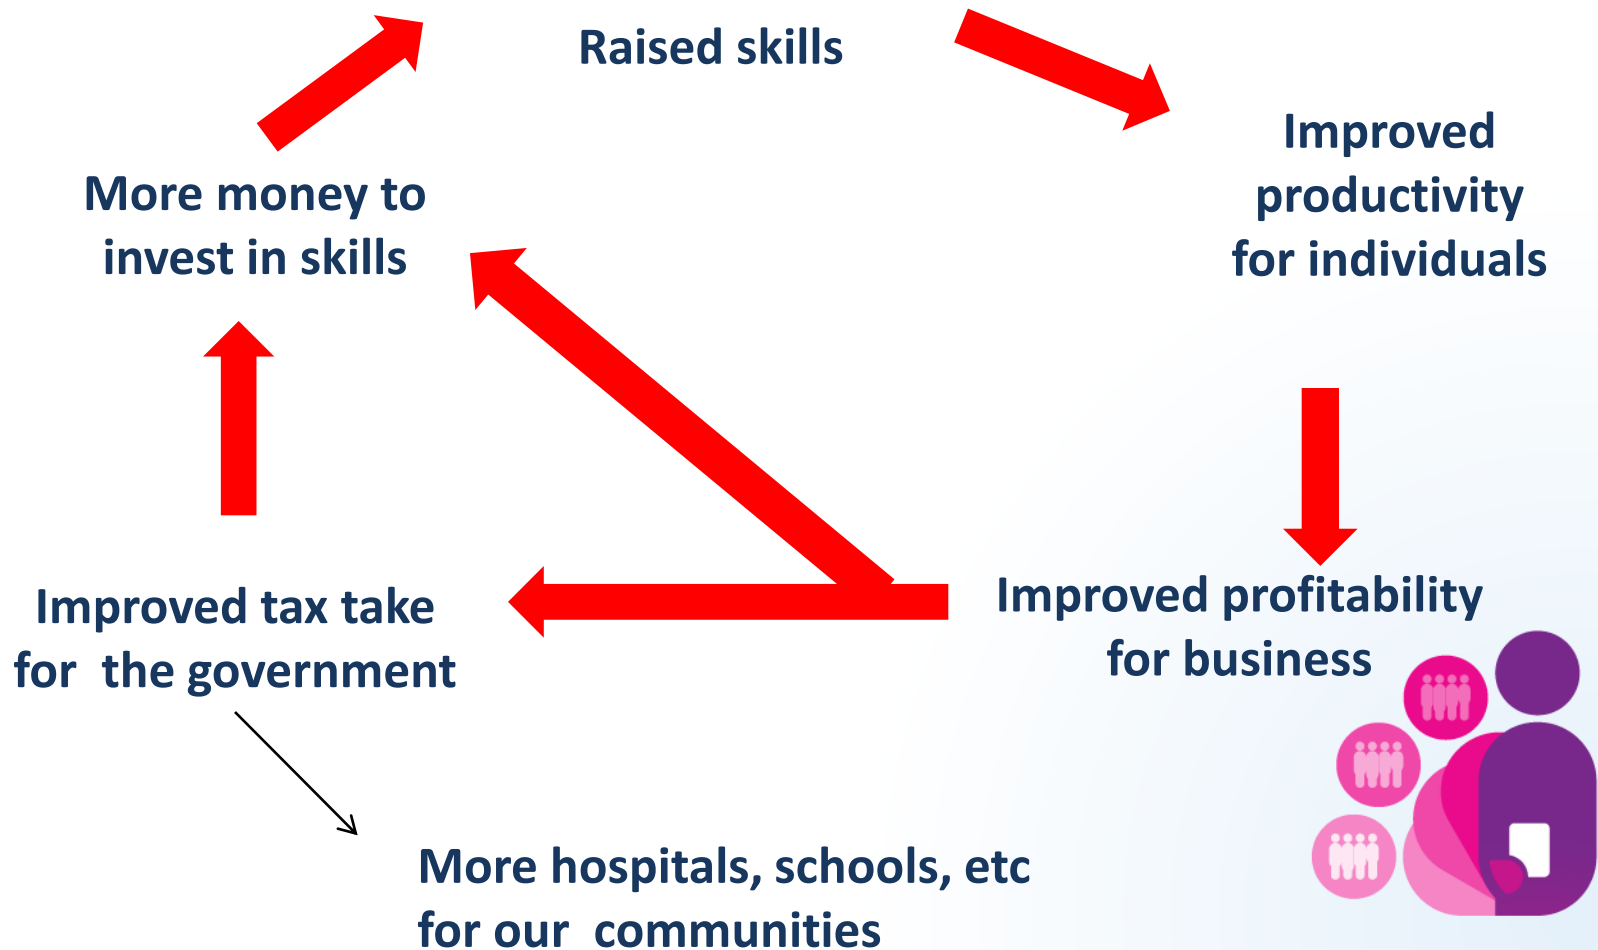 Raised skills
Improved
productivity
for individuals
More money to
invest in skills
Improved profitability
for business
Improved tax take
for  the government
More hospitals, schools, etc
for our  communities